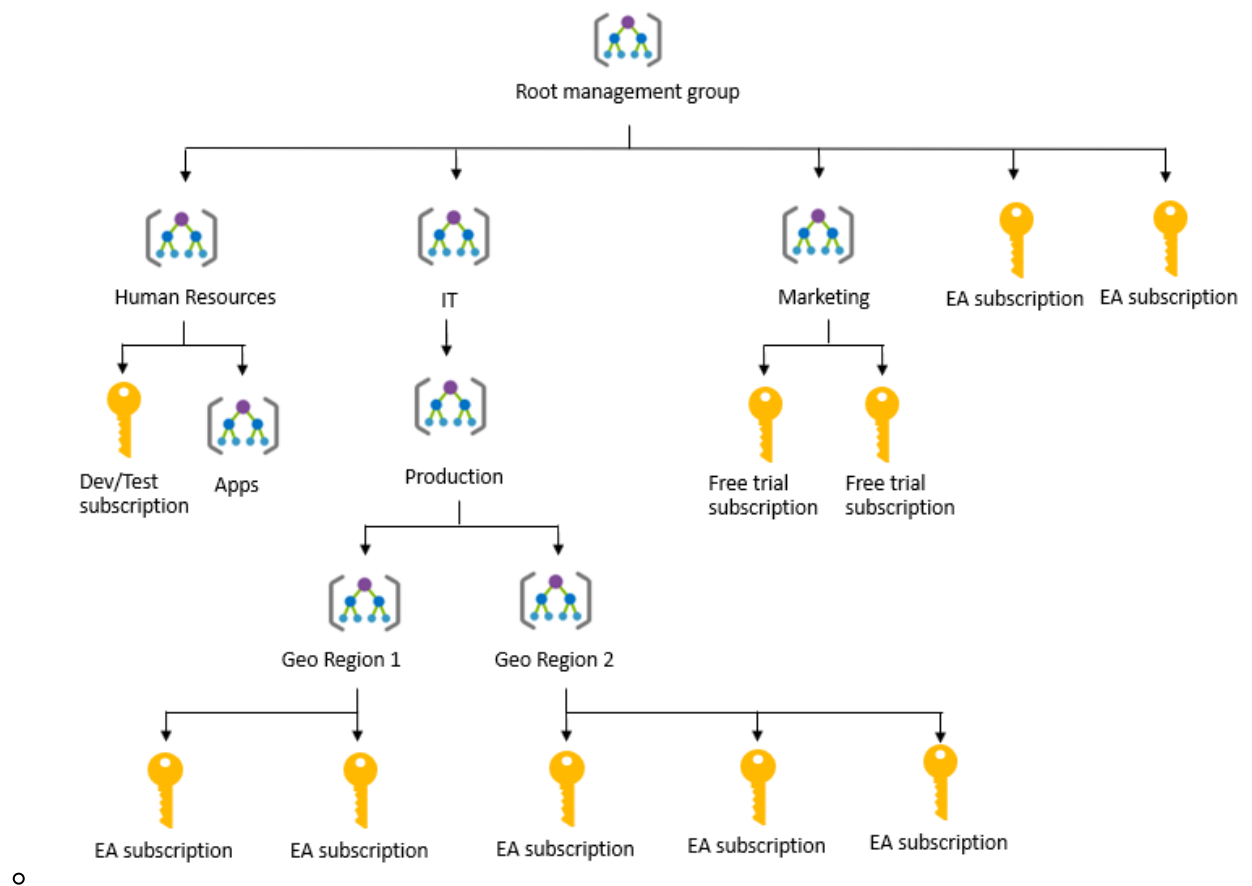 Root management group
Human Resources
IT
Marketing
EA subscription
EA subscription
Dev/Test
subscription
Apps
Production
Free trial
subscription
Free trial
subscription
Geo Region 1
Geo Region 2
EA subscription
EA subscription
EA subscription
EA subscription
EA subscription